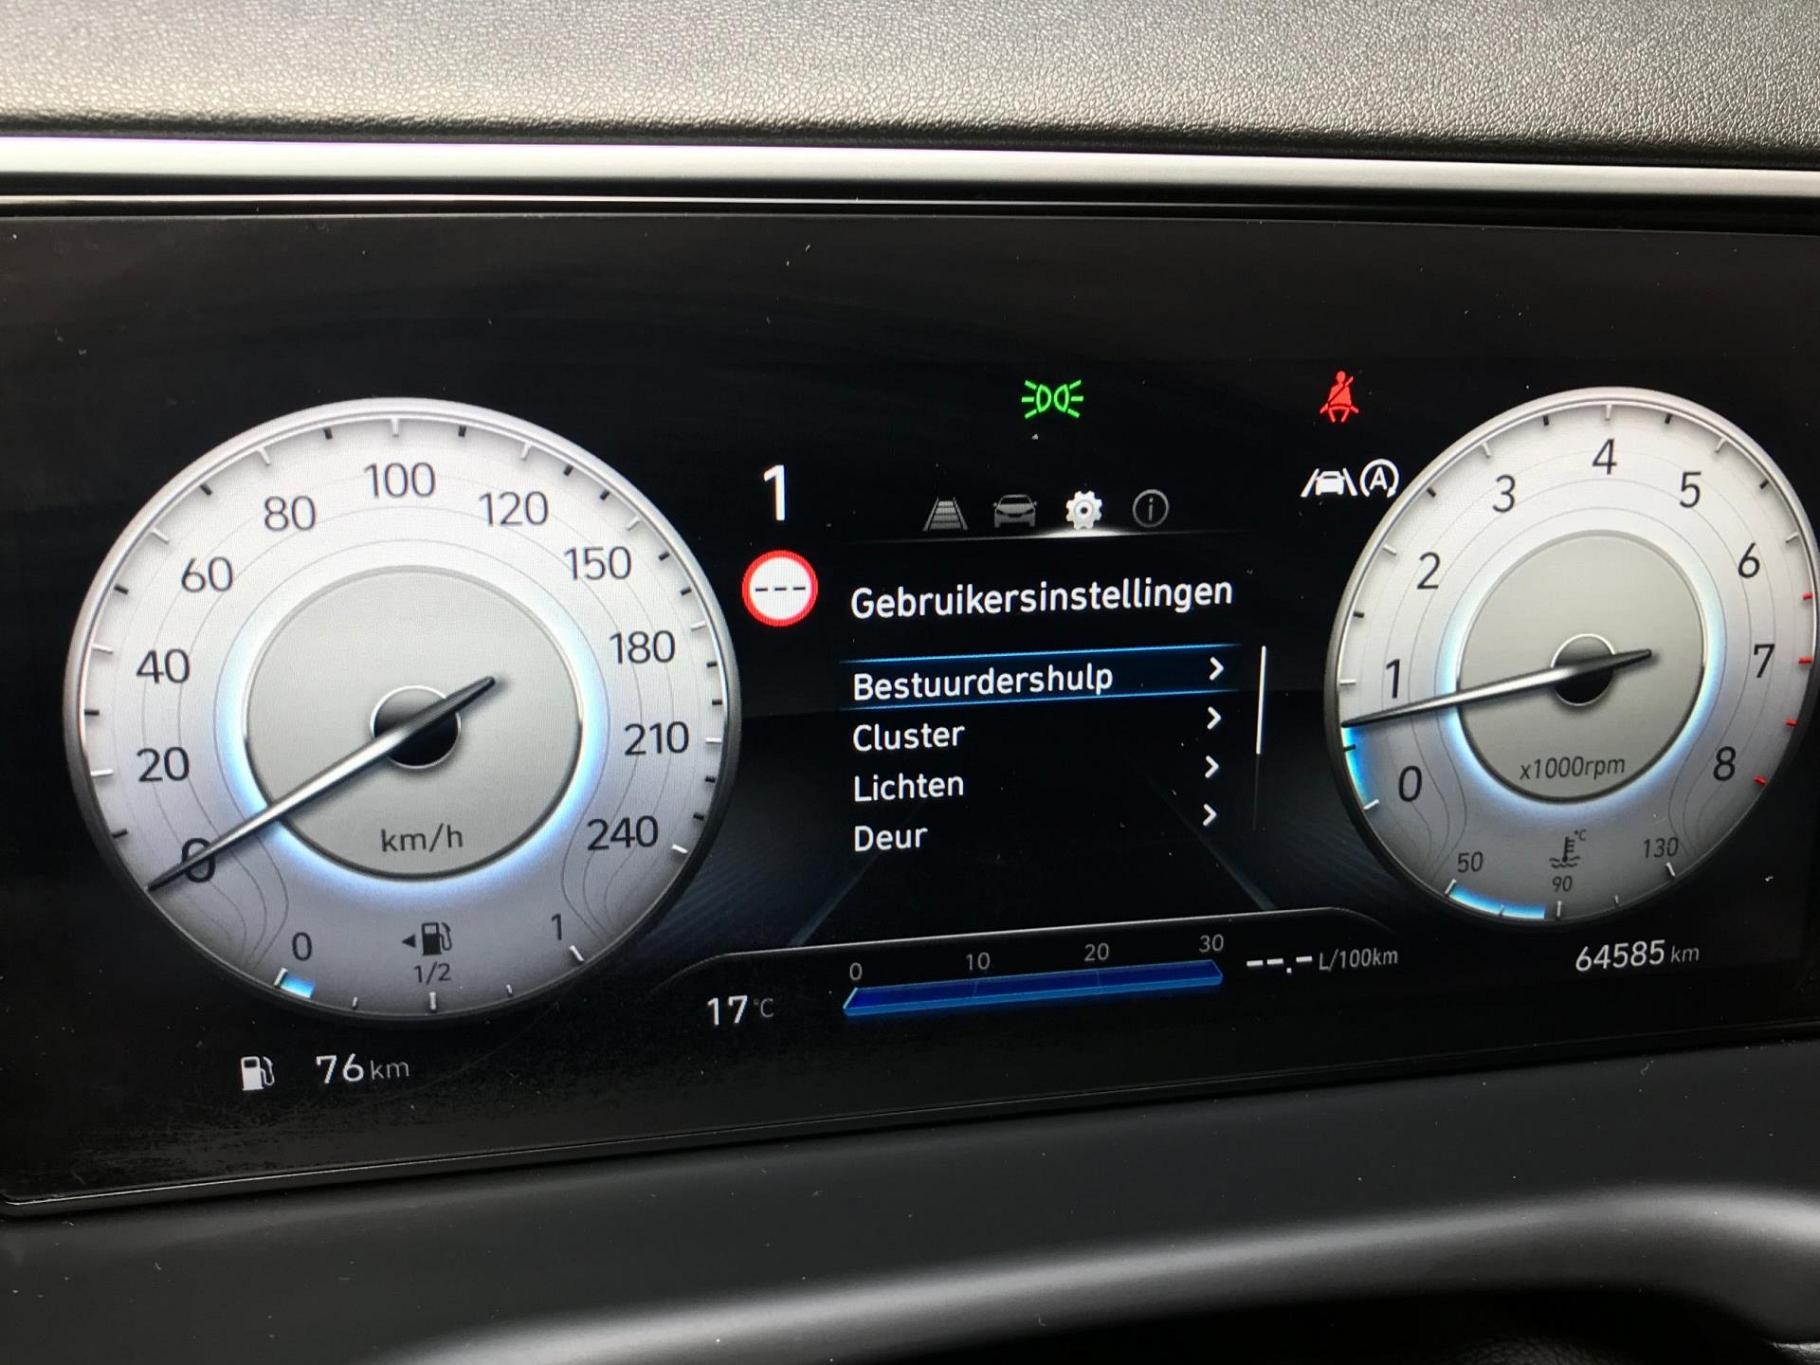 100
80
120
60
150
40
180
20
210
0
240
km/h
0
1/2
1
76 km
1
---
Gebruikersinstellingen
Bestuurdershulp
Cluster
Lichten
Deur
17 °C
0 10 20 30
--.- L/100km
A
4
3
5
2
6
1
7
0
8
x1000rpm
°C
50
90
130
64585 km